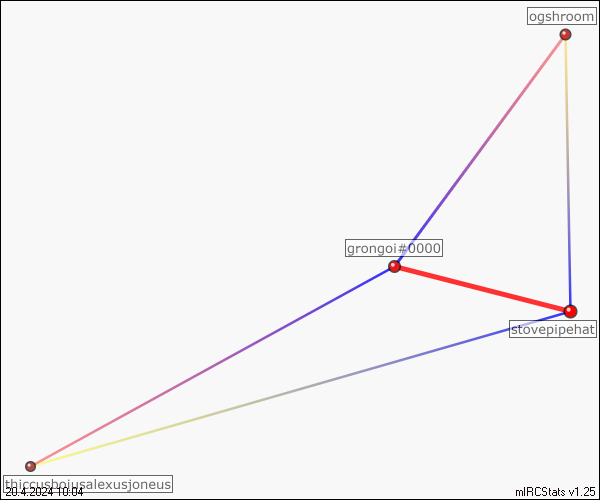 ogshroom
grongoi#0000
stovepipehat
thiccusboiusalexusjoneus
20.4.2024 10:04
mIRCStats v1.25